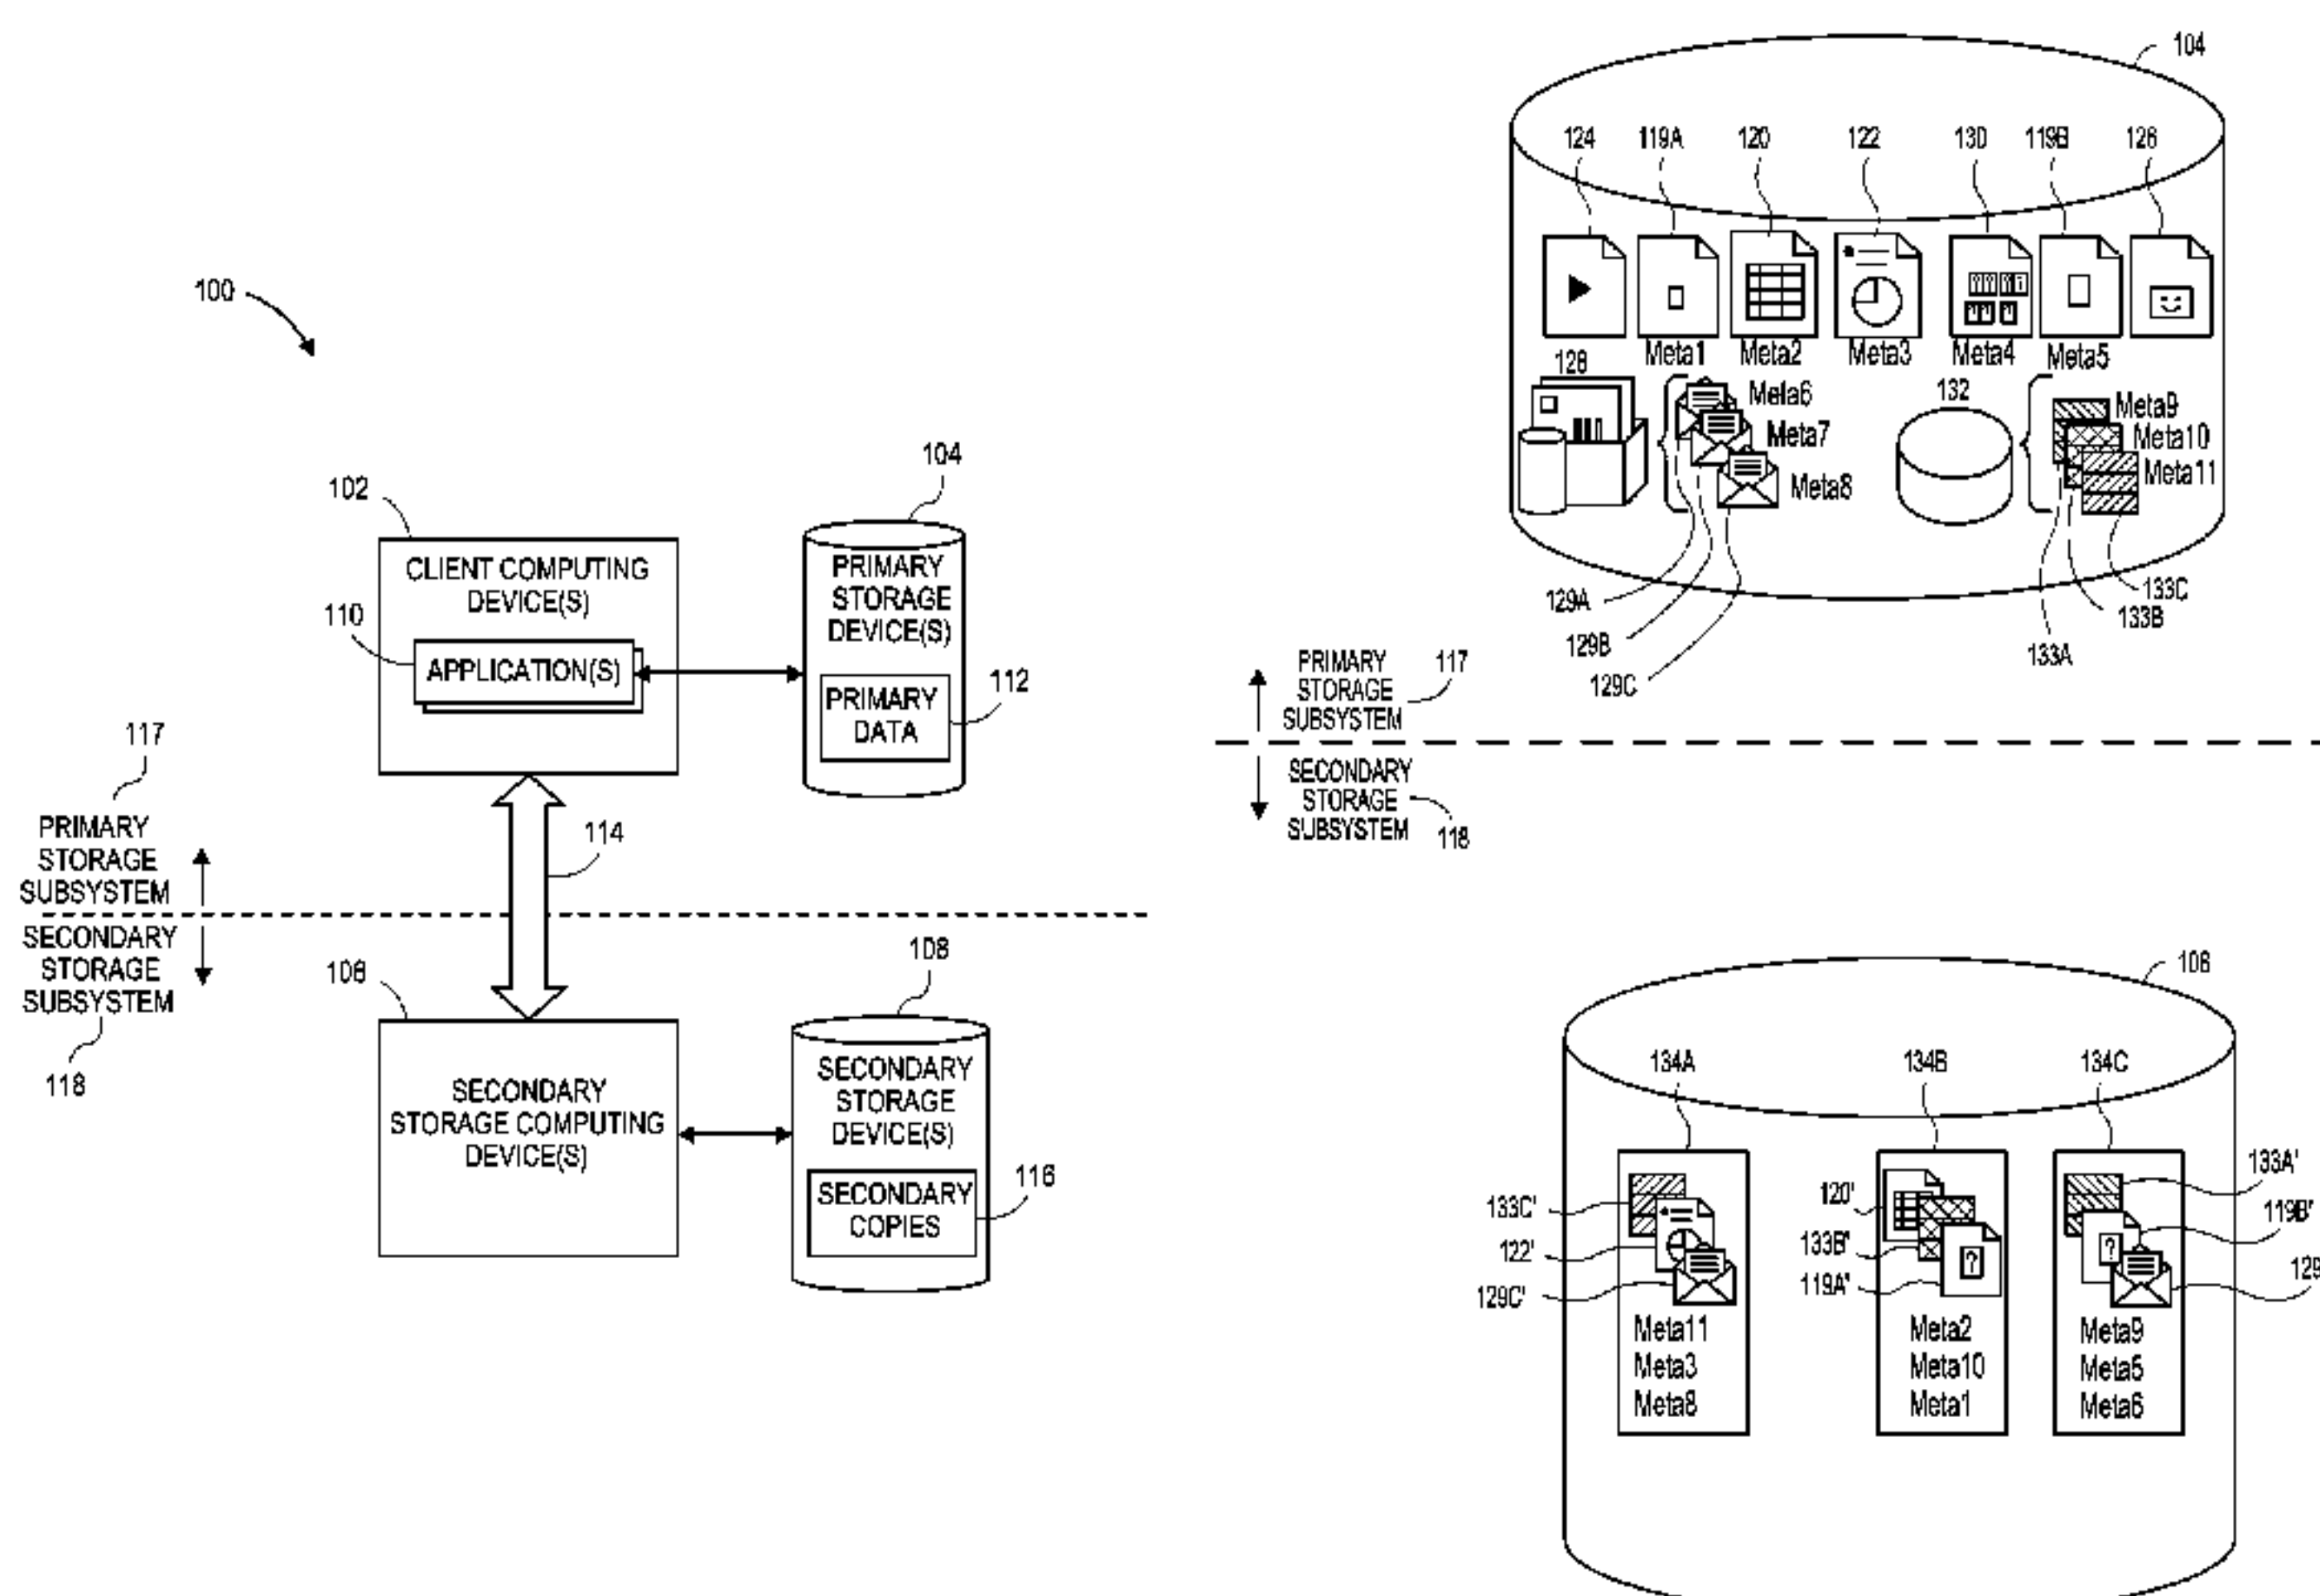 100
102
104
CLIENT COMPUTING
DEVICE(S)
110
APPLICATION(S)
PRIMARY
STORAGE
DEVICE(S)
PRIMARY
DATA
112
117
PRIMARY
STORAGE
SUBSYSTEM
114
SECONDARY
STORAGE
SUBSYSTEM
118
106
SECONDARY
STORAGE COMPUTING
DEVICE(S)
108
SECONDARY
STORAGE
DEVICE(S)
SECONDARY
COPIES
116
104
124 119A 120 122 130 119B 126
Meta1 Meta2 Meta3 Meta4 Meta5
128
Meta6
Meta7
Meta8
132
Meta9
Meta10
Meta11
129A
129B
129C
133C
133B
133A
PRIMARY
STORAGE
SUBSYSTEM
117
SECONDARY
STORAGE
SUBSYSTEM
118
108
134A 134B 134C
133C'
122'
129C'
Meta11
Meta3
Meta8
120'
133B'
119A'
?
Meta2
Meta10
Meta1
133A'
119B'
?
129
Meta9
Meta5
Meta6